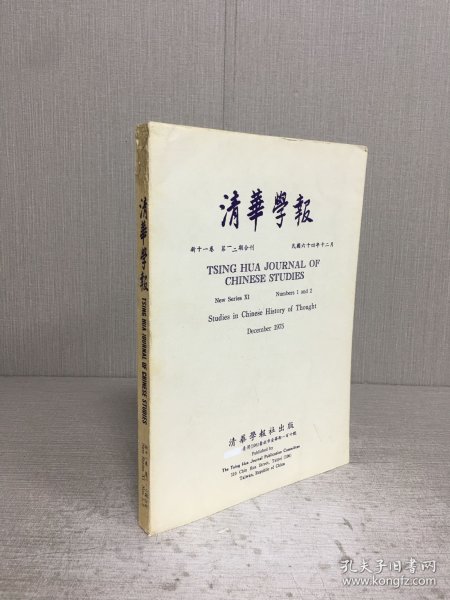 清華學報
新十一卷 第一二期合刊 民國六十四年十二月
TSING HUA JOURNAL OF
CHINESE STUDIES
New Series XI Numbers 1 and 2
Studies in Chinese History of Thought
December 1975
清華學報社出版
Published by
The Tsing Hua Journal Publication Committee
Taiwan, Republic of China
清華學報
TSING HUA JOURNAL OF CHINESE STUDIES
孔夫子旧书网
www.kongfz.com